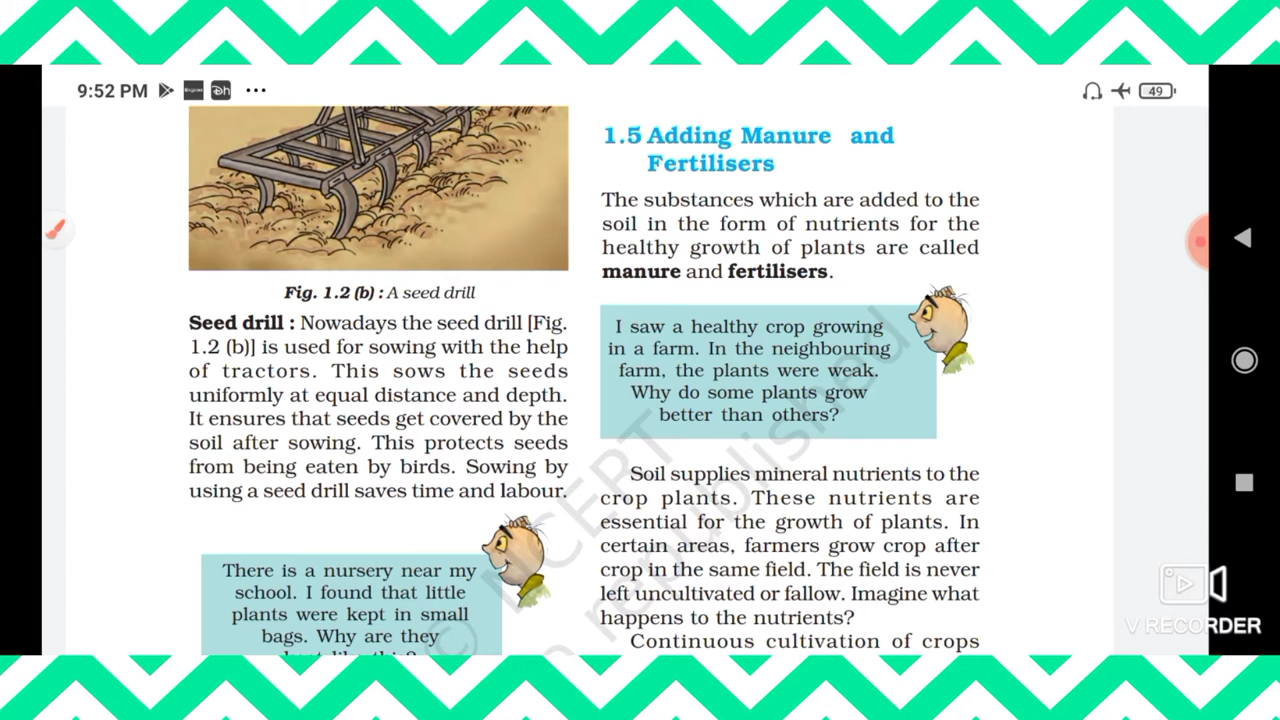 9:52 PM
49
Fig. 1.2 (b) : A seed drill
Seed drill : Nowadays the seed drill [Fig.
1.2 (b)] is used for sowing with the help
of tractors. This sows the seeds
uniformly at equal distance and depth.
It ensures that seeds get covered by the
soil after sowing. This protects seeds
from being eaten by birds. Sowing by
using a seed drill saves time and labour.
There is a nursery near my
school. I found that little
plants were kept in small
bags. Why are they
1.5 Adding Manure and
Fertilisers
The substances which are added to the
soil in the form of nutrients for the
healthy growth of plants are called
manure and fertilisers.
I saw a healthy crop growing
in a farm. In the neighbouring
farm, the plants were weak.
Why do some plants grow
better than others?
Soil supplies mineral nutrients to the
crop plants. These nutrients are
essential for the growth of plants. In
certain areas, farmers grow crop after
crop in the same field. The field is never
left uncultivated or fallow. Imagine what
happens to the nutrients?
Continuous cultivation of crops
© NCERT
republished
V RECORDER